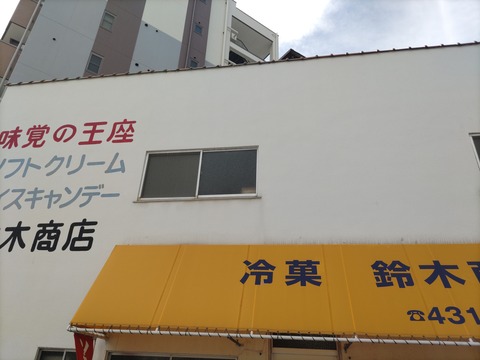 味覚の王座
ソフトクリーム
イスキャンデー
木商店
冷菓 鈴木商
☎431